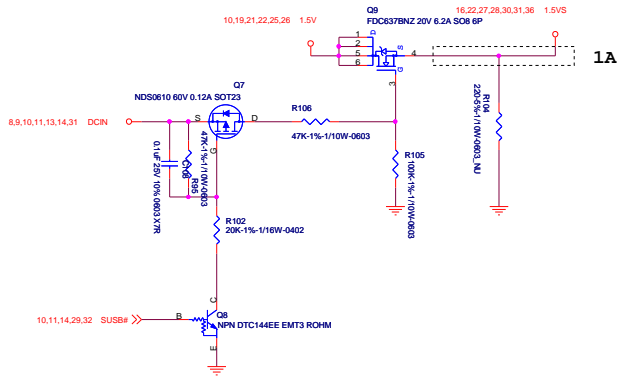 Q9
FDC637BNZ 20V 6.2A SO8 6P
10,19,21,22,25,26 1.5V
16,22,27,28,30,31,36 1.5VS
1
2
5
6
D
S
4
G
3
1A
Q7
NDS0610 60V 0.12A SOT23
R106
47K-1%-1/10W-0603
R104
220-5%-1/10W-0603_NU
8,9,10,11,13,14,31 DCIN
S
D
G
R105
100K-1%-1/10W-0603
R95
47K-1%-1/10W-0603
0.1uF 25V 10% 0603 X7R
R102
20K-1%-1/16W-0402
10,11,14,29,32 SUSB#
B
C
E
Q8
NPN DTC144EE EMT3 ROHM